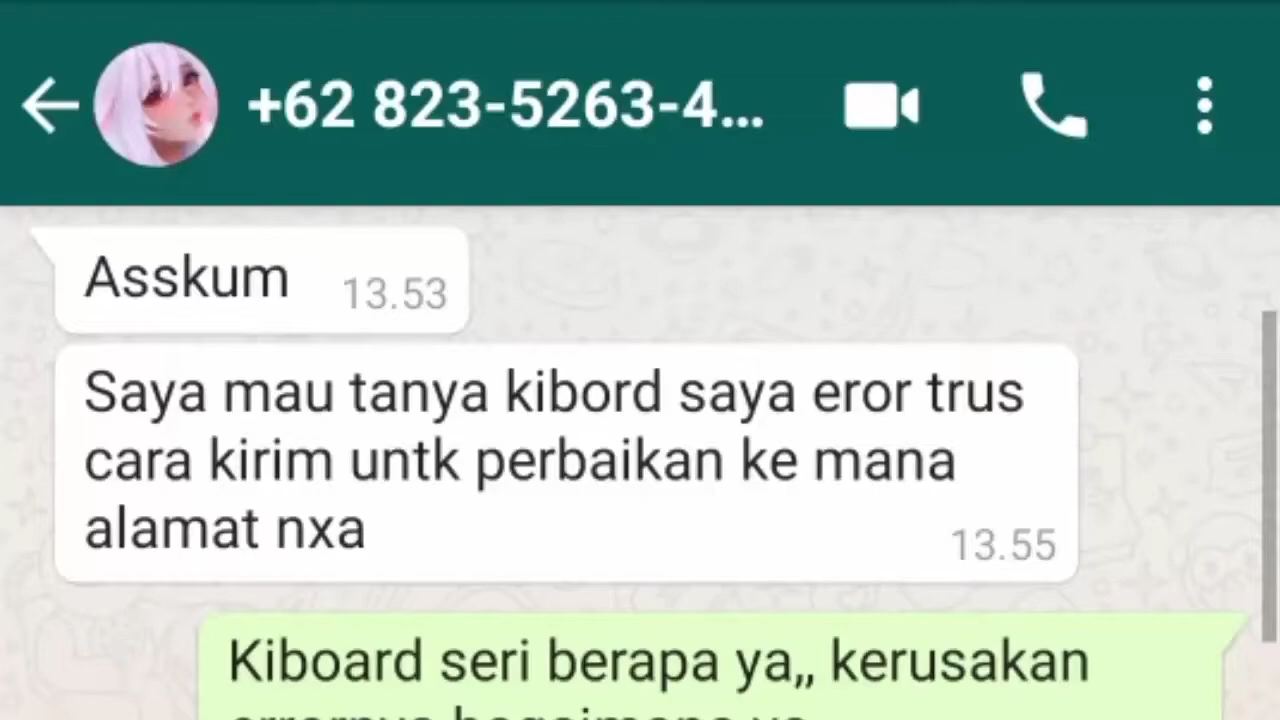 +62 823-5263-4...
Asskum
13.53
Saya mau tanya kibord saya eror trus
cara kirim untk perbaikan ke mana
alamat nxa
13.55
Kiboard seri berapa ya,, kerusakan